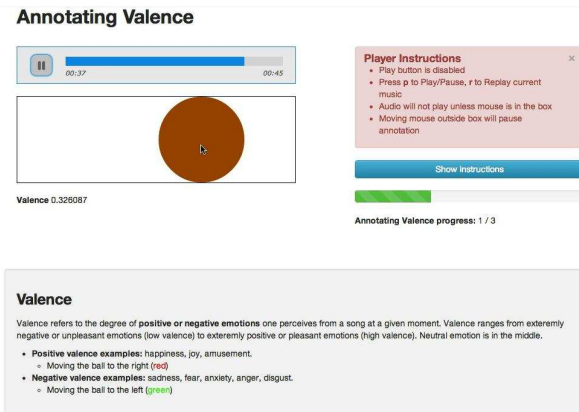 Annotating Valence
00:37
00:45
Player Instructions
×
• Play button is disabled
• Press p to Play/Pause, r to Replay current
music
• Audio will not play unless mouse is in the box
• Moving mouse outside box will pause
annotation
Show Instructions
Valence 0.326087
Annotating Valence progress: 1 / 3
Valence
Valence refers to the degree of positive or negative emotions one perceives from a song at a given moment. Valence ranges from exteremly
negative or unpleasant emotions (low valence) to exteremly positive or pleasant emotions (high valence). Neutral emotion is in the middle.
• Positive valence examples: happiness, joy, amusement.
◦ Moving the ball to the right (red)
• Negative valence examples: sadness, fear, anxiety, anger, disgust.
◦ Moving the ball to the left (green)